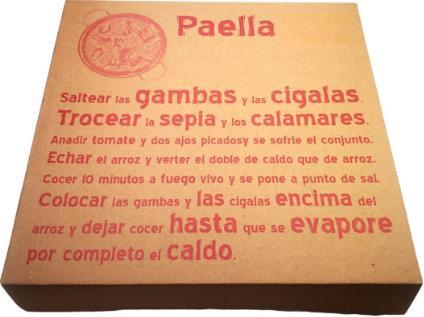 Paella
Saltear las gambas y las cigalas.
Trocear la sepia y los calamares.
Anadir tomate y dos ajos picadosy se sofrie el conjunto.
Echar el arroz y verter el doble de caldo que de arroz.
Cocer 10 minutos a fuego vivo y se pone a punto de sal.
Colocar las gambas y las cigalas encima del
arroz y dejar cocer hasta que se evapore
por completo el caldo.